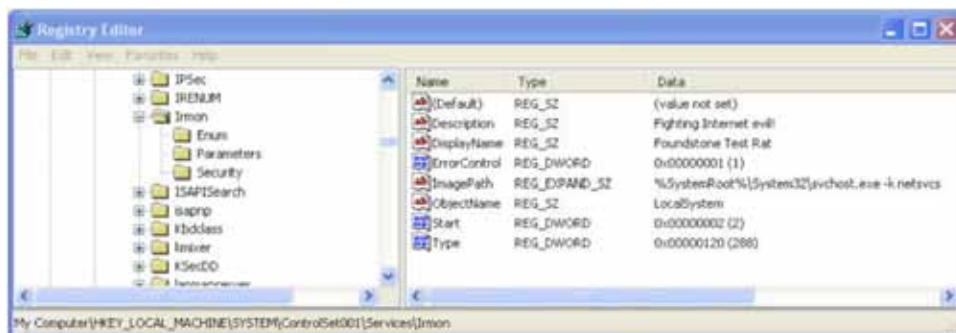 Registry Editor
File Edit View Favorites Help
IPSec
IRENUM
Irmon
Enum
Parameters
Security
ISAPISearch
isapnp
Kbdclass
kmixer
KSecDD
lanmanserver
Name Type Data
(Default) REG_SZ (value not set)
Description REG_SZ Fighting Internet evil!
DisplayName REG_SZ Foundstone Test Rat
ErrorControl REG_DWORD 0x00000001 (1)
ImagePath REG_EXPAND_SZ %SystemRoot%\System32\svchost.exe -k netsvcs
ObjectName REG_SZ LocalSystem
Start REG_DWORD 0x00000002 (2)
Type REG_DWORD 0x00000120 (288)
My Computer\HKEY_LOCAL_MACHINE\SYSTEM\ControlSet001\Services\Irmon